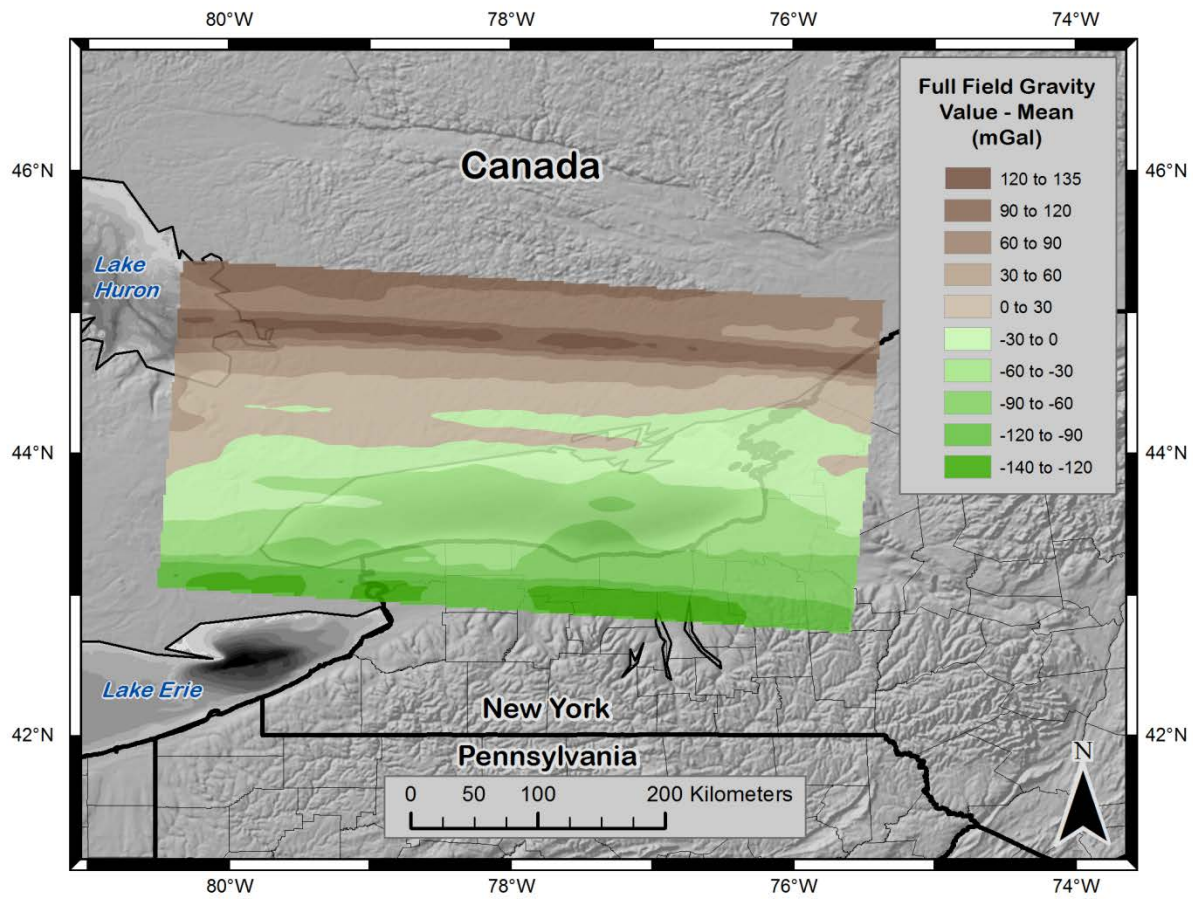 80°W 78°W 76°W 74°W
Full Field Gravity
Value - Mean
(mGal)
120 to 135
90 to 120
60 to 90
30 to 60
0 to 30
-30 to 0
-60 to -30
-90 to -60
-120 to -90
-140 to -120
46°N 46°N
Canada
Lake
Huron
44°N 44°N
Lake Erie
New York
42°N 42°N
Pennsylvania
N
0 50 100 200 Kilometers
80°W 78°W 76°W 74°W